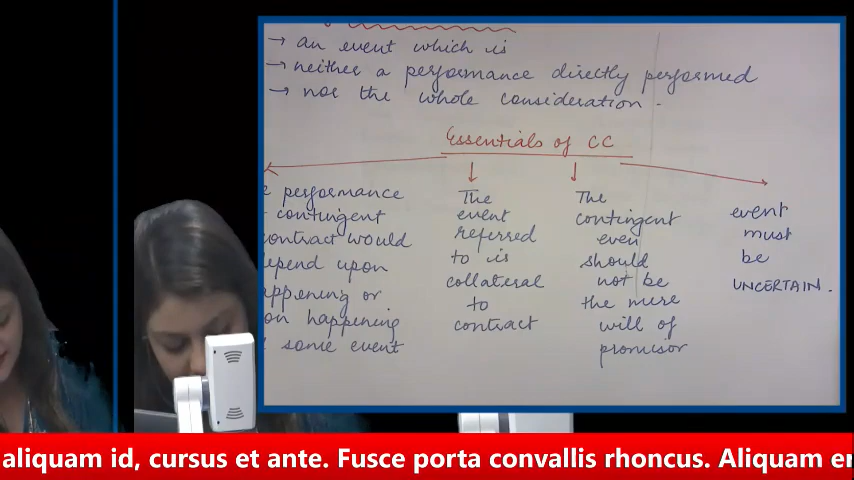 → an event which is
→ neither a performance directly performed
→ nor the whole consideration.
Essentials of CC
performance
contingent
contract would
depend upon
happening or
non happening
some event
The
event
referred
to is
collateral
to
contract
The
contingent
even
should
not be
the mere
will of
promisor
event
must
be
UNCERTAIN.
aliquam id, cursus et ante. Fusce porta convallis rhoncus. Aliquam